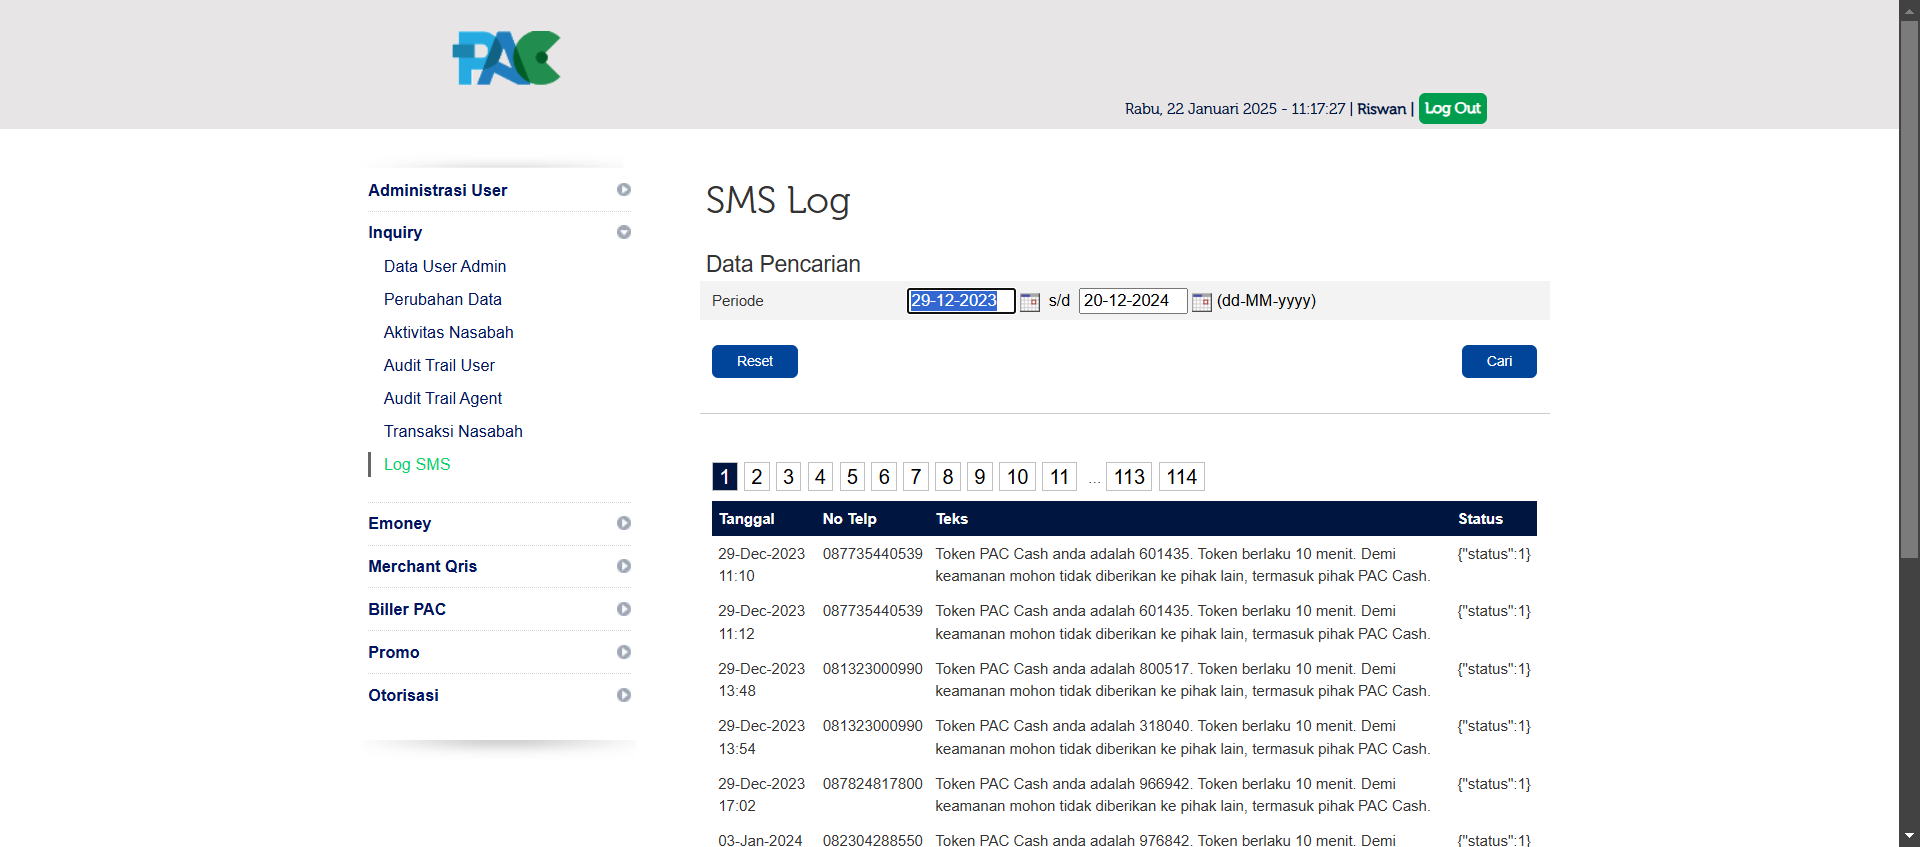 PAC
Rabu, 22 Januari 2025 - 11:17:27 | Riswan | Log Out
Administrasi User
Inquiry
Data User Admin
Perubahan Data
Aktivitas Nasabah
Audit Trail User
Audit Trail Agent
Transaksi Nasabah
Log SMS
Emoney
Merchant Qris
Biller PAC
Promo
Otorisasi
SMS Log
Data Pencarian
Periode 29-12-2023 s/d 20-12-2024 (dd-MM-yyyy)
Reset Cari
1 2 3 4 5 6 7 8 9 10 11 ... 113 114
Tanggal No Telp Teks Status
29-Dec-2023 087735440539 Token PAC Cash anda adalah 601435. Token berlaku 10 menit. Demi {"status":1}
11:10 keamanan mohon tidak diberikan ke pihak lain, termasuk pihak PAC Cash.
29-Dec-2023 087735440539 Token PAC Cash anda adalah 601435. Token berlaku 10 menit. Demi {"status":1}
11:12 keamanan mohon tidak diberikan ke pihak lain, termasuk pihak PAC Cash.
29-Dec-2023 081323000990 Token PAC Cash anda adalah 800517. Token berlaku 10 menit. Demi {"status":1}
13:48 keamanan mohon tidak diberikan ke pihak lain, termasuk pihak PAC Cash.
29-Dec-2023 081323000990 Token PAC Cash anda adalah 318040. Token berlaku 10 menit. Demi {"status":1}
13:54 keamanan mohon tidak diberikan ke pihak lain, termasuk pihak PAC Cash.
29-Dec-2023 087824817800 Token PAC Cash anda adalah 966942. Token berlaku 10 menit. Demi {"status":1}
17:02 keamanan mohon tidak diberikan ke pihak lain, termasuk pihak PAC Cash.
03-Jan-2024 082304288550 Token PAC Cash anda adalah 976842. Token berlaku 10 menit. Demi {"status":1}